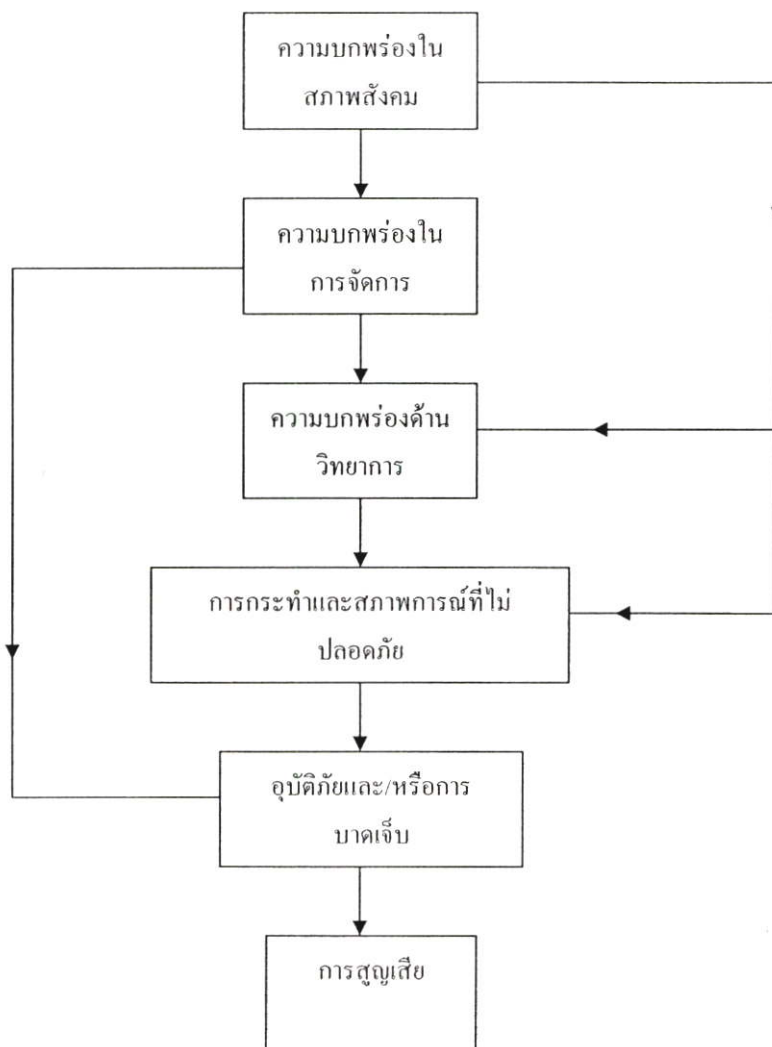 ความบกพร่องใน
สภาพสังคม
ความบกพร่องใน
การจัดการ
ความบกพร่องด้าน
วิทยาการ
การกระทำและสภาพการณ์ที่ไม่
ปลอดภัย
อุบัติภัยและ/หรือการ
บาดเจ็บ
การสูญเสีย